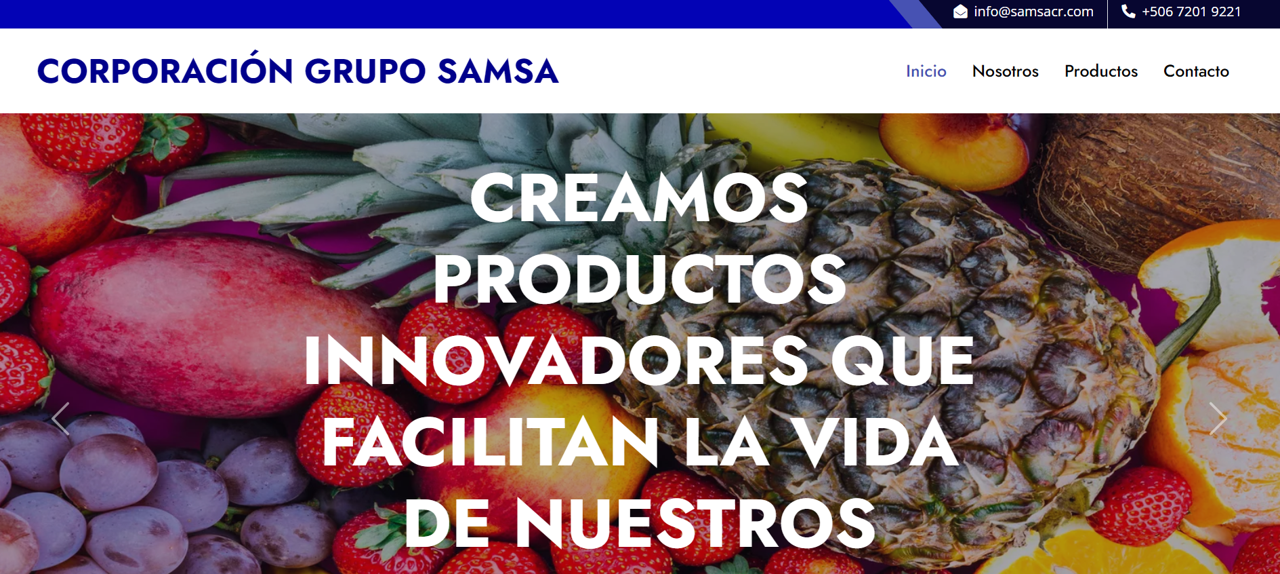 info@samsacr.com
+506 7201 9221
CORPORACIÓN GRUPO SAMSA
Inicio Nosotros Productos Contacto
CREAMOS
PRODUCTOS
INNOVADORES QUE
FACILITAN LA VIDA
DE NUESTROS